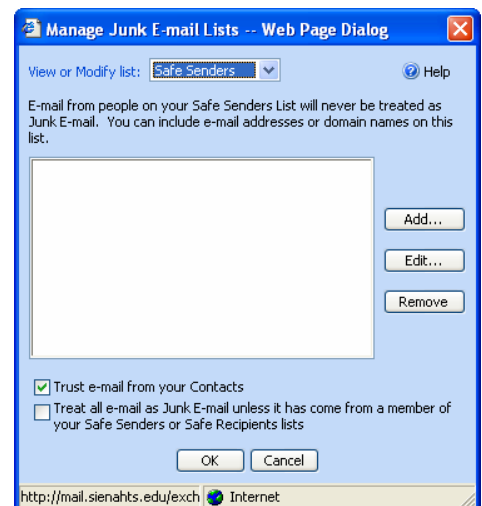 Manage Junk E-mail Lists -- Web Page Dialog
View or Modify list: Safe Senders
Help
E-mail from people on your Safe Senders List will never be treated as
Junk E-mail. You can include e-mail addresses or domain names on this
list.
Add...
Edit...
Remove
Trust e-mail from your Contacts
Treat all e-mail as Junk E-mail unless it has come from a member of
your Safe Senders or Safe Recipients lists
OK Cancel
http://mail.sienahts.edu/exch Internet